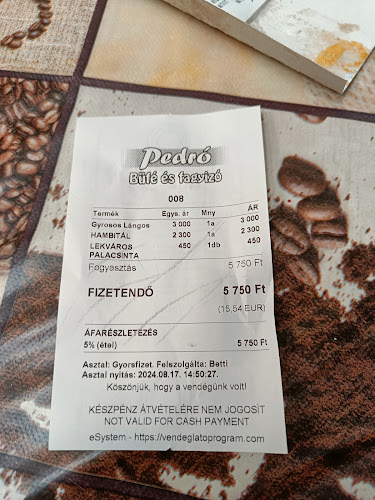 Pedró
Büfé és fagyizó
008
Termék Egys. ár Mny ÁR
Gyrosos Lángos 3 000 1a 3 000
HAMBITÁL 2 300 1a 2 300
LEKVÁROS PALACSINTA 450 1db 450
Fogyasztás 5 750 Ft
FIZETENDŐ 5 750 Ft
(15,54 EUR)
ÁFARÉSZLETEZÉS
5% (étel) 5 750 Ft
Asztal: Gyorsfizet. Felszolgálta: Betti
Asztal nyitás: 2024.08.17. 14:50:27.
Köszönjük, hogy a vendégünk volt!
KÉSZPÉNZ ÁTVÉTELÉRE NEM JOGOSÍT
NOT VALID FOR CASH PAYMENT
eSystem - https://vendeglatoprogram.com